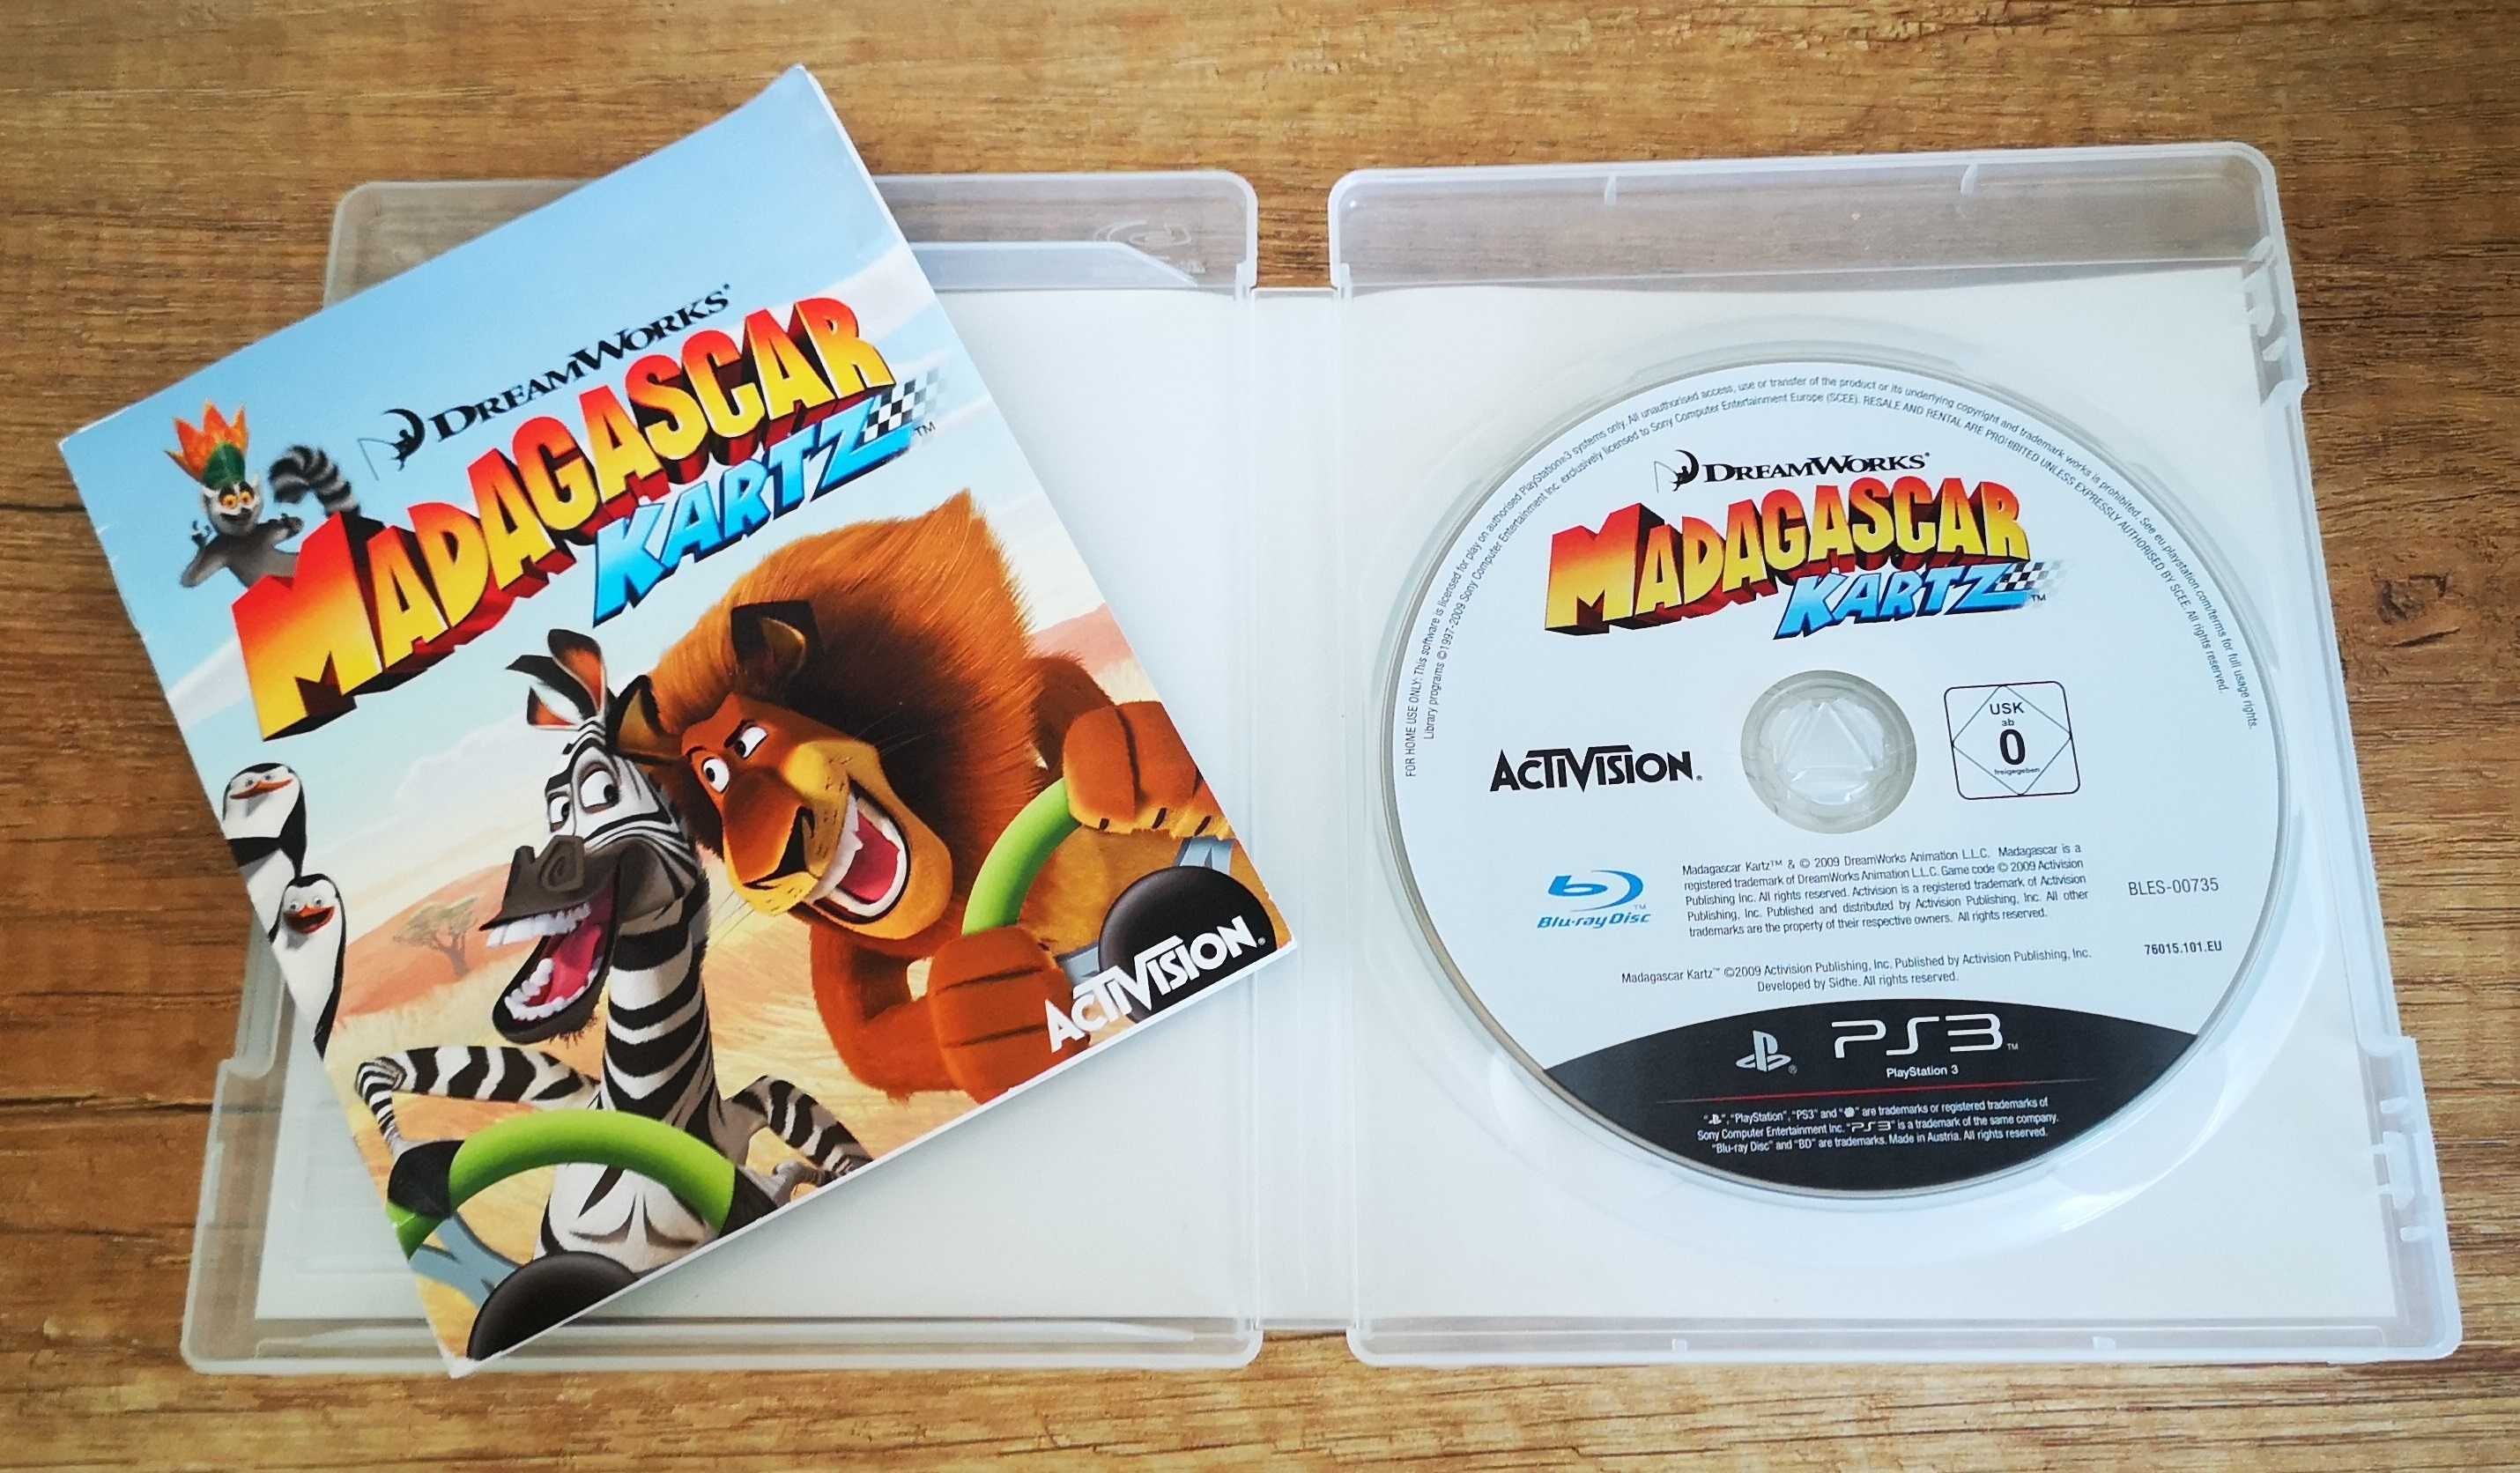 DREAMWORKS
MADAGASCAR
KARTZ™
ACTIVISION®
FOR HOME USE ONLY: This software is licensed for play on authorised PlayStation®3 systems only. All unauthorised access, use or transfer of the product or its underlying copyright and trademark works is prohibited. See eu.playstation.com/terms for full usage rights.
Library programs ©1997-2009 Sony Computer Entertainment Inc. exclusively licensed to Sony Computer Entertainment Europe (SCEE). RESALE AND RENTAL ARE PROHIBITED UNLESS EXPRESSLY AUTHORISED BY SCEE. All rights reserved.
DREAMWORKS
MADAGASCAR
KARTZ™
ACTIVISION®
USK
ab
0
freigegeben
Blu-ray Disc™
Madagascar Kartz™ & © 2009 DreamWorks Animation L.L.C. Madagascar is a
registered trademark of DreamWorks Animation L.L.C. Game code © 2009 Activision
Publishing Inc. All rights reserved. Activision is a registered trademark of Activision
Publishing, Inc. Published and distributed by Activision Publishing, Inc. All other
trademarks are the property of their respective owners. All rights reserved.
BLES-00735
76015.101.EU
Madagascar Kartz™ ©2009 Activision Publishing, Inc. Published by Activision Publishing, Inc.
Developed by Sidhe. All rights reserved.
PS3™
PlayStation 3
"", "PlayStation", "PS3" and "" are trademarks or registered trademarks of
Sony Computer Entertainment Inc. "PS3" is a trademark of the same company.
"Blu-ray Disc" and "BD" are trademarks. Made in Austria. All rights reserved.